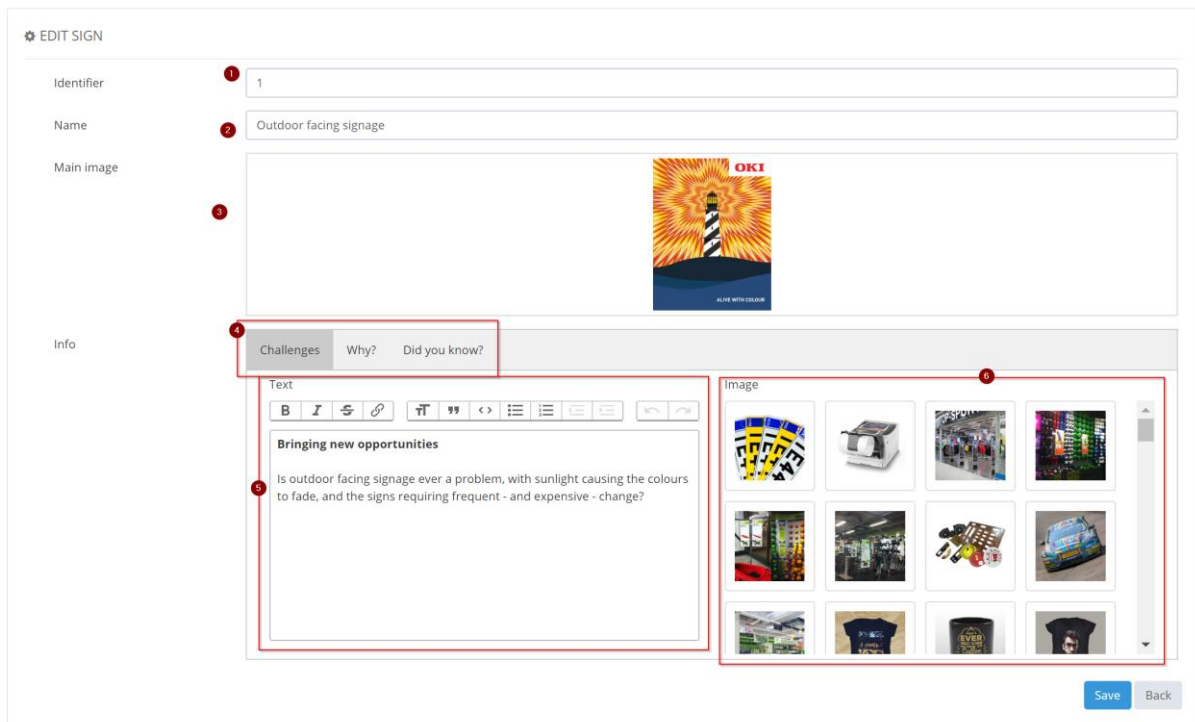 EDIT SIGN
Identifier
1
1
Name
2
Outdoor facing signage
Main image
3
OKI
ALIVE WITH COLOUR
Info
4
Challenges Why? Did you know?
Text
B I S
Bringing new opportunities
5
Is outdoor facing signage ever a problem, with sunlight causing the colours
to fade, and the signs requiring frequent - and expensive - change?
6
Image
EVER
Save Back